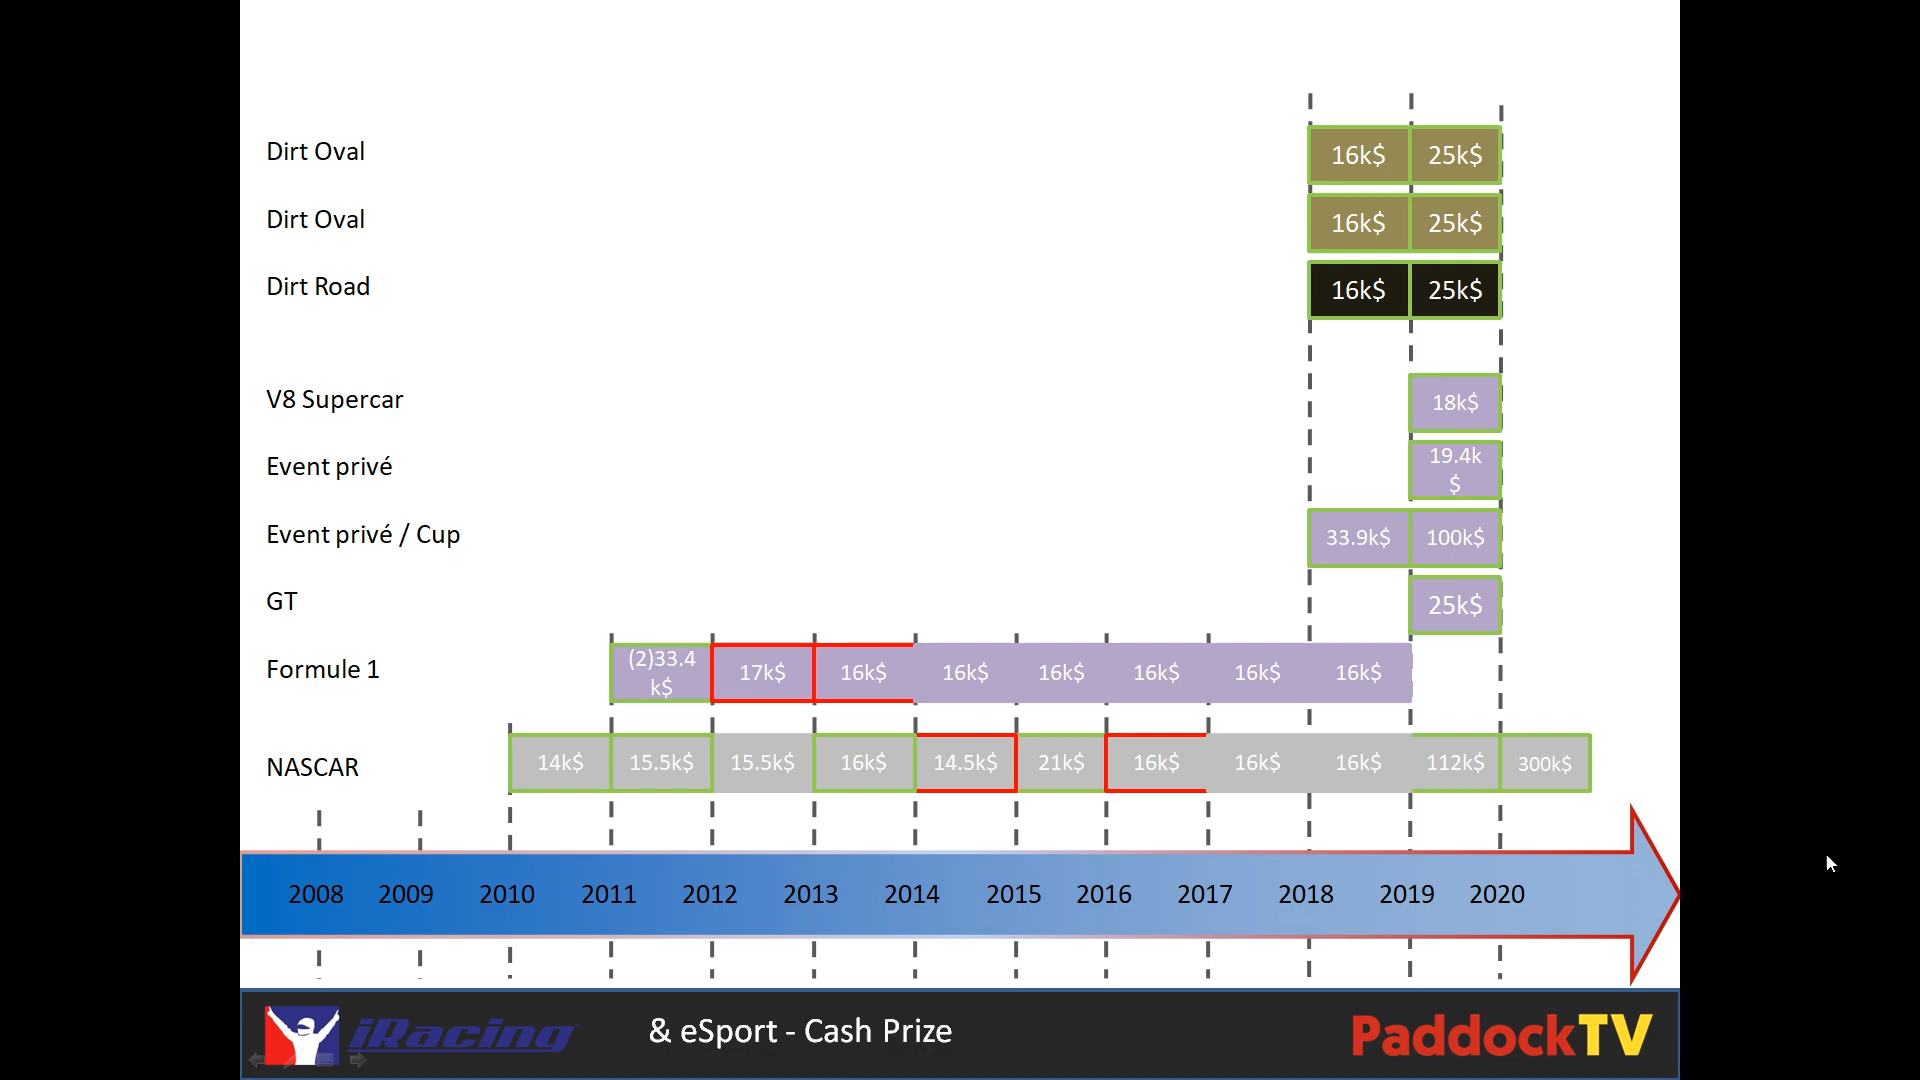 Dirt Oval 16k$ 25k$
Dirt Oval 16k$ 25k$
Dirt Road 16k$ 25k$
V8 Supercar 18k$
Event privé 19.4k
$
Event privé / Cup 33.9k$ 100k$
GT 25k$
Formule 1 (2)33.4
k$ 17k$ 16k$ 16k$ 16k$ 16k$ 16k$ 16k$
NASCAR 14k$ 15.5k$ 15.5k$ 16k$ 14.5k$ 21k$ 16k$ 16k$ 16k$ 112k$ 300k$
2008 2009 2010 2011 2012 2013 2014 2015 2016 2017 2018 2019 2020
iRacing & eSport - Cash Prize PaddockTV